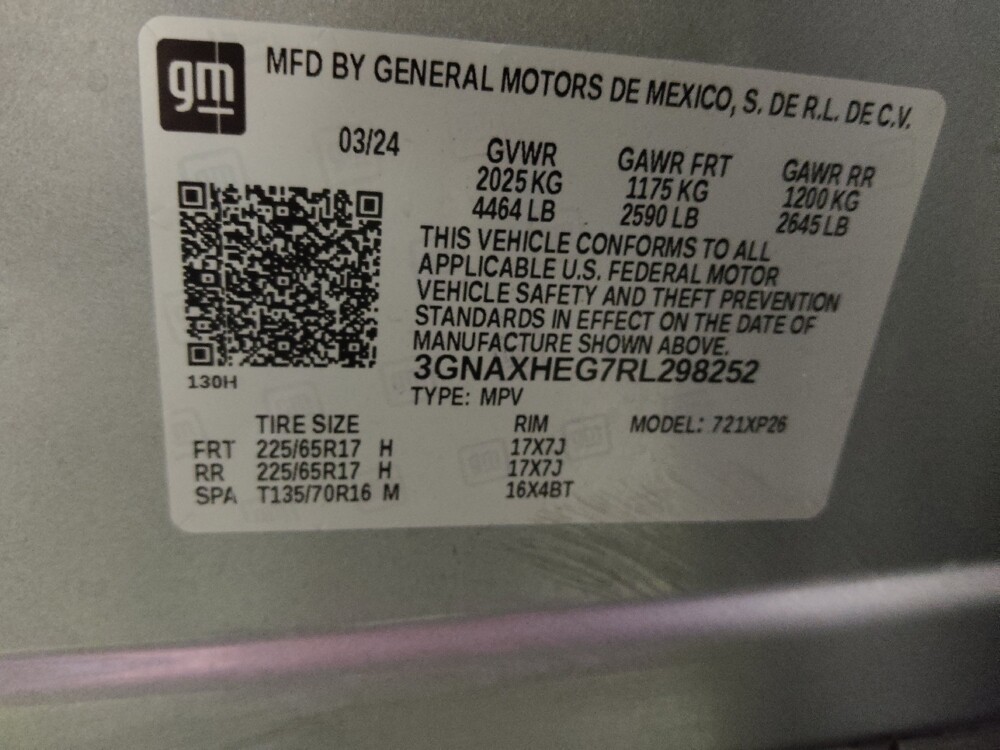 gm MFD BY GENERAL MOTORS DE MEXICO, S. DE R.L. DE C.V.
03/24 GVWR GAWR FRT GAWR RR
2025 KG 1175 KG 1200 KG
4464 LB 2590 LB 2645 LB
THIS VEHICLE CONFORMS TO ALL
APPLICABLE U.S. FEDERAL MOTOR
VEHICLE SAFETY AND THEFT PREVENTION
STANDARDS IN EFFECT ON THE DATE OF
MANUFACTURE SHOWN ABOVE.
3GNAXHEG7RL298252
130H
TYPE: MPV
TIRE SIZE RIM MODEL: 721XP26
FRT 225/65R17 H 17X7J
RR 225/65R17 H 17X7J
SPA T135/70R16 M 16X4BT